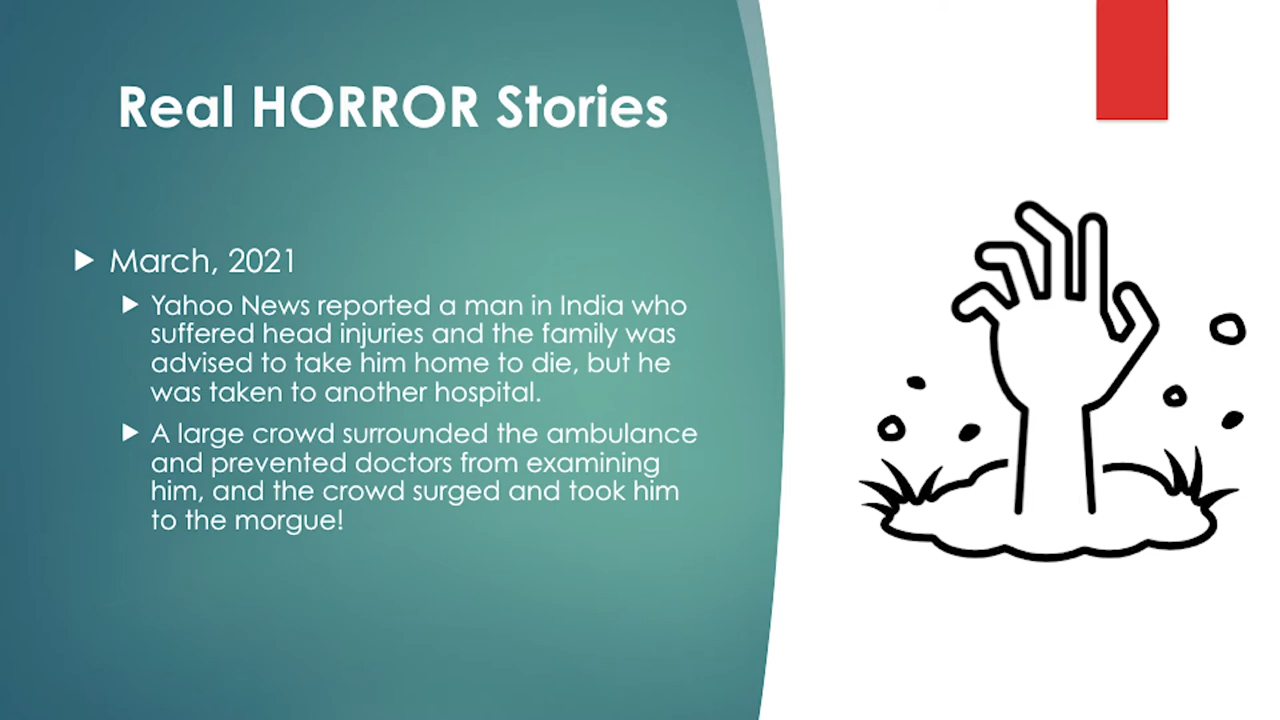 Real HORROR Stories
March, 2021
Yahoo News reported a man in India who
suffered head injuries and the family was
advised to take him home to die, but he
was taken to another hospital.
A large crowd surrounded the ambulance
and prevented doctors from examining
him, and the crowd surged and took him
to the morgue!